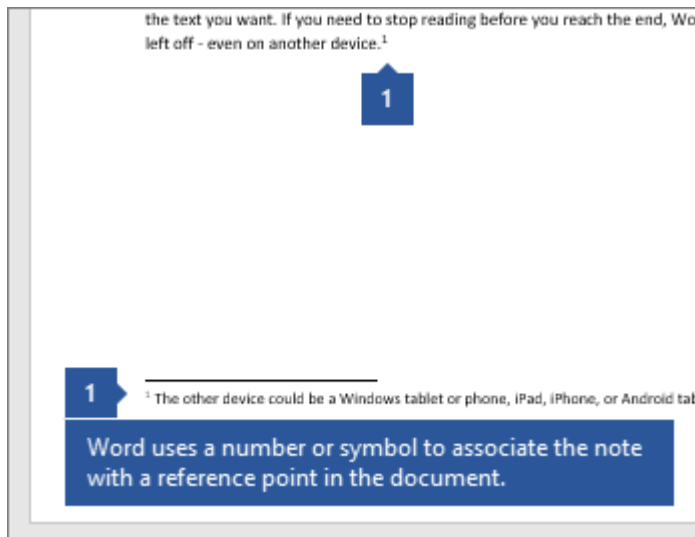 the text you want. If you need to stop reading before you reach the end,
left off - even on another device.¹
1
1
¹ The other device could be a Windows tablet or phone, iPad, iPhone, or Android
Word uses a number or symbol to associate the note
with a reference point in the document.